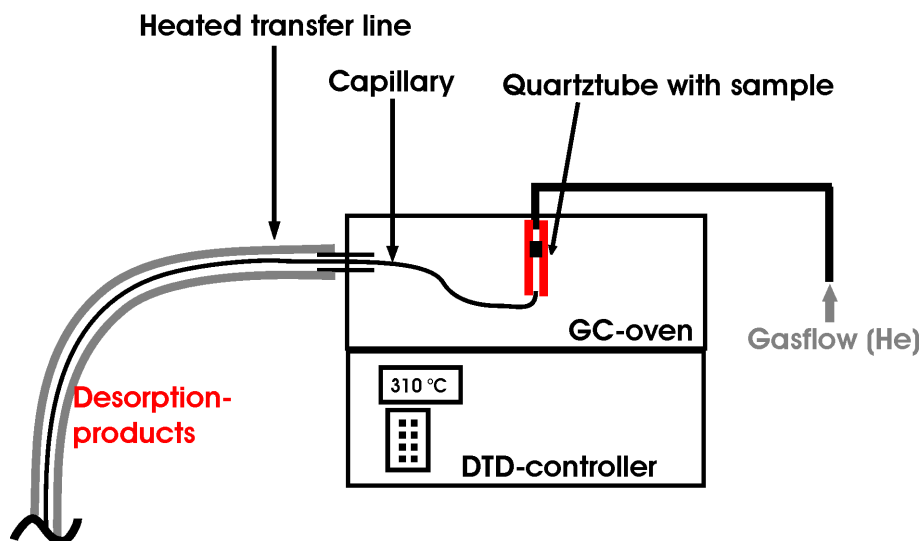 Heated transfer line
Capillary
Quartztube with sample
GC-oven
Gasflow (He)
310 °C
Desorption-
products
DTD-controller